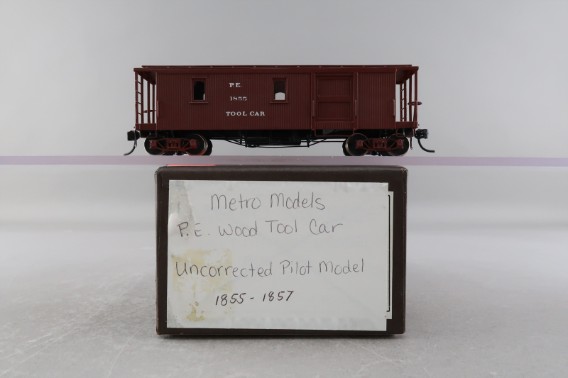 P.E.
1855
TOOL CAR
Metro Models
P.E. Wood Tool Car
Uncorrected Pilot Model
1855 - 1857